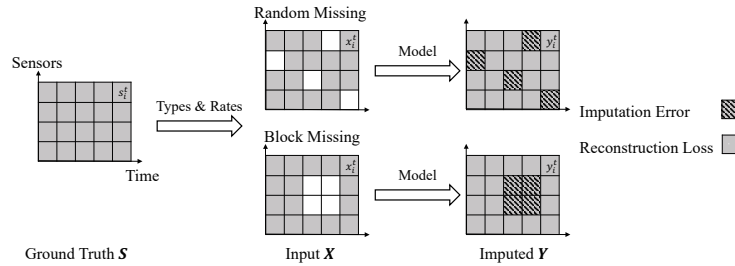 Random Missing
Sensors
s_i^t
Time
Types & Rates
x_i^t
Model
y_i^t
Imputation Error
Reconstruction Loss
Block Missing
x_i^t
Model
y_i^t
Ground Truth S
Input X
Imputed Y